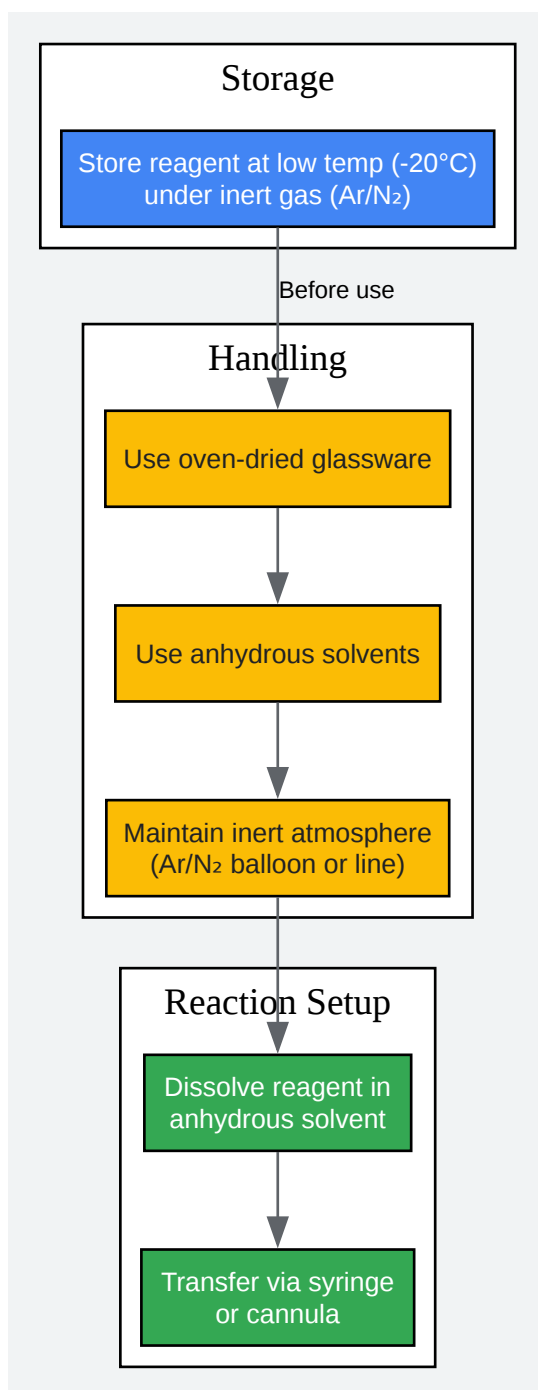 Storage
Store reagent at low temp (-20°C)
under inert gas (Ar/N₂)
Before use
Handling
Use oven-dried glassware
Use anhydrous solvents
Maintain inert atmosphere
(Ar/N₂ balloon or line)
Reaction Setup
Dissolve reagent in
anhydrous solvent
Transfer via syringe
or cannula